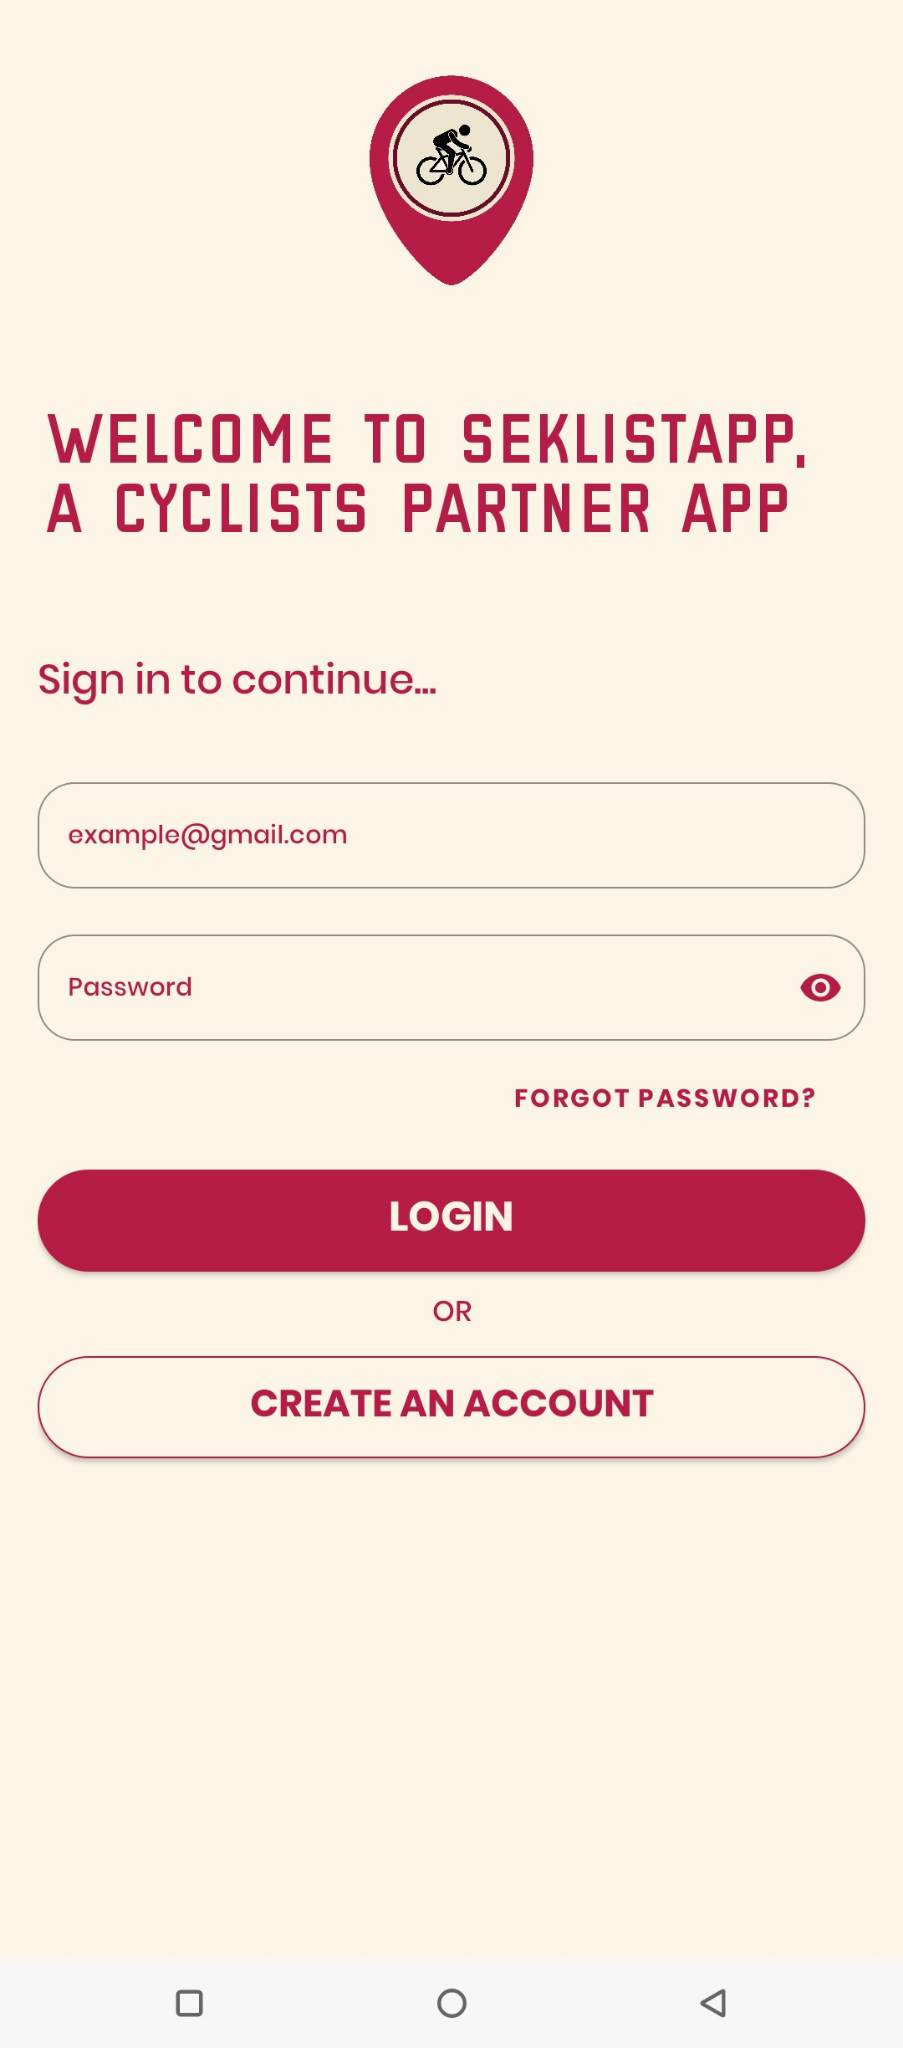 WELCOME TO SEKLISTAPP,
A CYCLISTS PARTNER APP
Sign in to continue...
example@gmail.com
Password
FORGOT PASSWORD?
LOGIN
OR
CREATE AN ACCOUNT